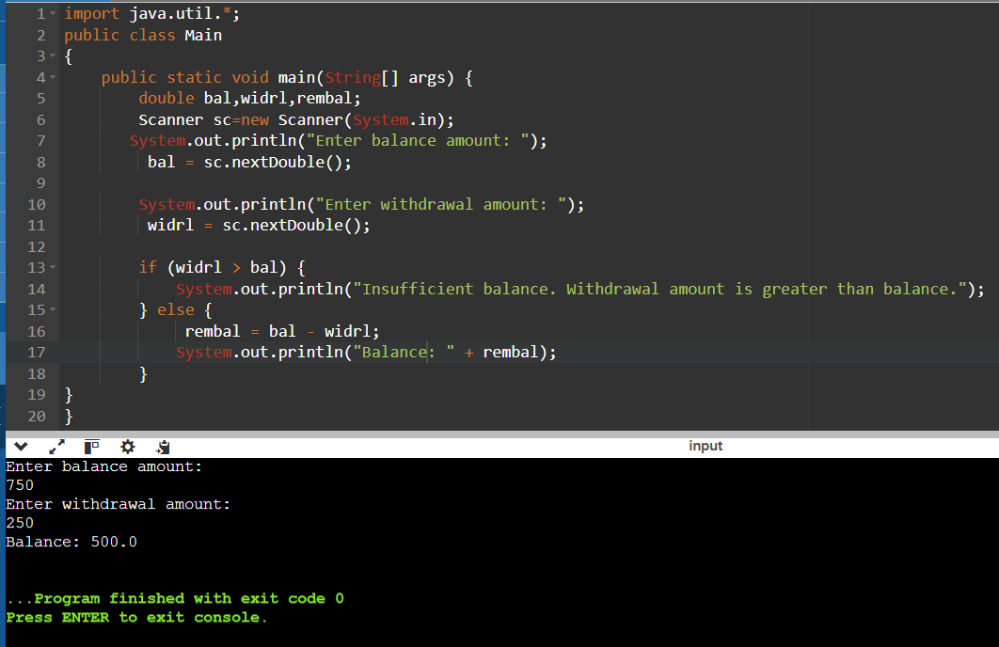 1 import java.util.*;
2 public class Main
3 {
4     public static void main(String[] args) {
5         double bal,widrl,rembal;
6         Scanner sc=new Scanner(System.in);
7        System.out.println("Enter balance amount: ");
8          bal = sc.nextDouble();
9
10         System.out.println("Enter withdrawal amount: ");
11          widrl = sc.nextDouble();
12
13         if (widrl > bal) {
14             System.out.println("Insufficient balance. Withdrawal amount is greater than balance.");
15         } else {
16              rembal = bal - widrl;
17             System.out.println("Balance: " + rembal);
18         }
19 }
20 }
input
Enter balance amount:
750
Enter withdrawal amount:
250
Balance: 500.0
...Program finished with exit code 0
Press ENTER to exit console.